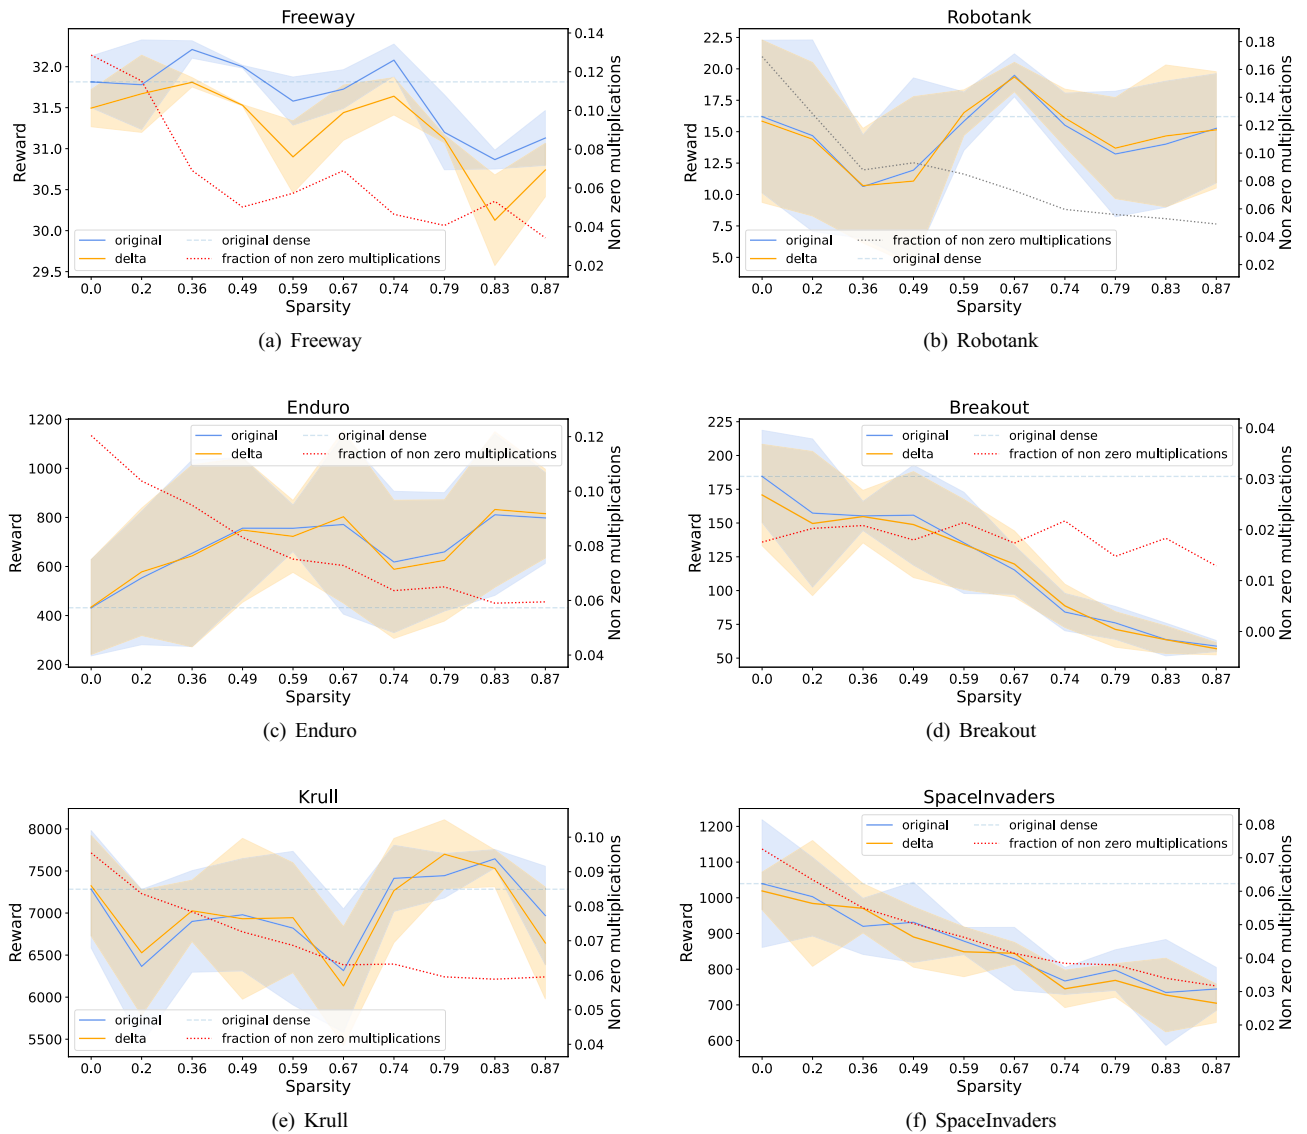 Freeway
Reward
32.0
31.5
31.0
30.5
30.0
29.5
0.14
0.12
0.10
0.08
0.06
0.04
0.02
Non zero multiplications
original
delta
original dense
fraction of non zero multiplications
0.0 0.2 0.36 0.49 0.59 0.67 0.74 0.79 0.83 0.87
Sparsity
(a) Freeway
Robotank
Reward
22.5
20.0
17.5
15.0
12.5
10.0
7.5
5.0
0.18
0.16
0.14
0.12
0.10
0.08
0.06
0.04
0.02
Non zero multiplications
original
delta
fraction of non zero multiplications
original dense
0.0 0.2 0.36 0.49 0.59 0.67 0.74 0.79 0.83 0.87
Sparsity
(b) Robotank
Enduro
Reward
1200
1000
800
600
400
200
0.12
0.10
0.08
0.06
0.04
Non zero multiplications
original
delta
original dense
fraction of non zero multiplications
0.0 0.2 0.36 0.49 0.59 0.67 0.74 0.79 0.83 0.87
Sparsity
(c) Enduro
Breakout
Reward
225
200
175
150
125
100
75
50
0.04
0.03
0.02
0.01
0.00
Non zero multiplications
original
delta
original dense
fraction of non zero multiplications
0.0 0.2 0.36 0.49 0.59 0.67 0.74 0.79 0.83 0.87
Sparsity
(d) Breakout
Krull
Reward
8000
7500
7000
6500
6000
5500
0.10
0.09
0.08
0.07
0.06
0.05
0.04
Non zero multiplications
original
delta
original dense
fraction of non zero multiplications
0.0 0.2 0.36 0.49 0.59 0.67 0.74 0.79 0.83 0.87
Sparsity
(e) Krull
SpaceInvaders
Reward
1200
1100
1000
900
800
700
600
0.08
0.07
0.06
0.05
0.04
0.03
0.02
Non zero multiplications
original
delta
original dense
fraction of non zero multiplications
0.0 0.2 0.36 0.49 0.59 0.67 0.74 0.79 0.83 0.87
Sparsity
(f) SpaceInvaders